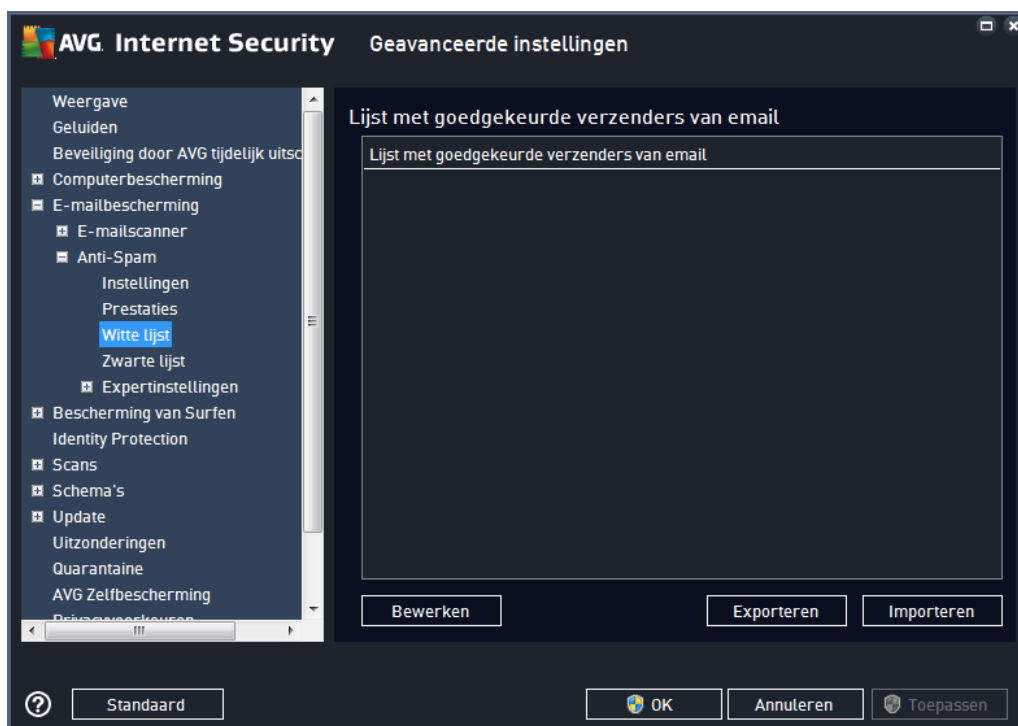 AVG. Internet Security
Geavanceerde instellingen
Weergave
Geluiden
Beveiliging door AVG tijdelijk uitsc
Computerbescherming
E-mailbescherming
E-mailscanner
Anti-Spam
Instellingen
Prestaties
Witte lijst
Zwarte lijst
Expertinstellingen
Bescherming van Surfen
Identity Protection
Scans
Schema's
Update
Uitzonderingen
Quarantaine
AVG Zelfbescherming
Privacyvoorkeuren
Lijst met goedgekeurde verzenders van email
Lijst met goedgekeurde verzenders van email
Bewerken
Exporteren
Importeren
Standaard
OK
Annuleren
Toepassen